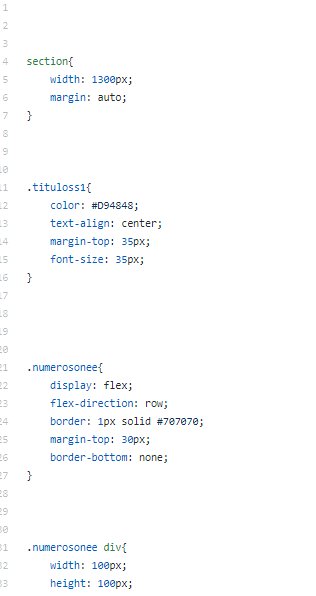 1
2
3
4 section{
5 width: 1300px;
6 margin: auto;
7 }
8
9
10
11 .tituloss1{
12 color: #D94848;
13 text-align: center;
14 margin-top: 35px;
15 font-size: 35px;
16 }
17
18
19
20
21 .numerosonee{
22 display: flex;
23 flex-direction: row;
24 border: 1px solid #707070;
25 margin-top: 30px;
26 border-bottom: none;
27 }
28
29
30
31 .numerosonee div{
32 width: 100px;
33 height: 100px;